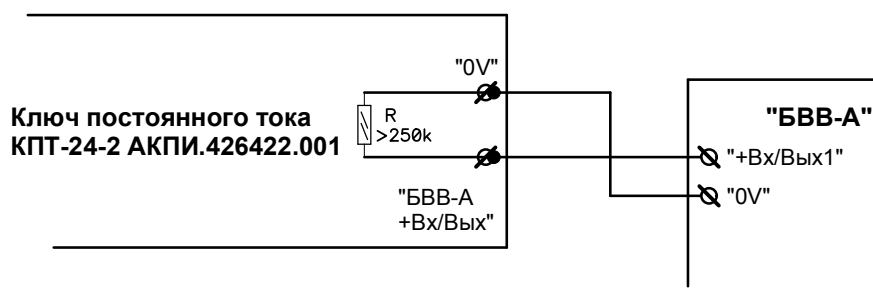 "0V"
Ключ постоянного тока
КПТ-24-2 АКПИ.426422.001
R
>250k
"БВВ-А
+Вх/Вых"
"БВВ-А"
"+Вх/Вых1"
"0V"